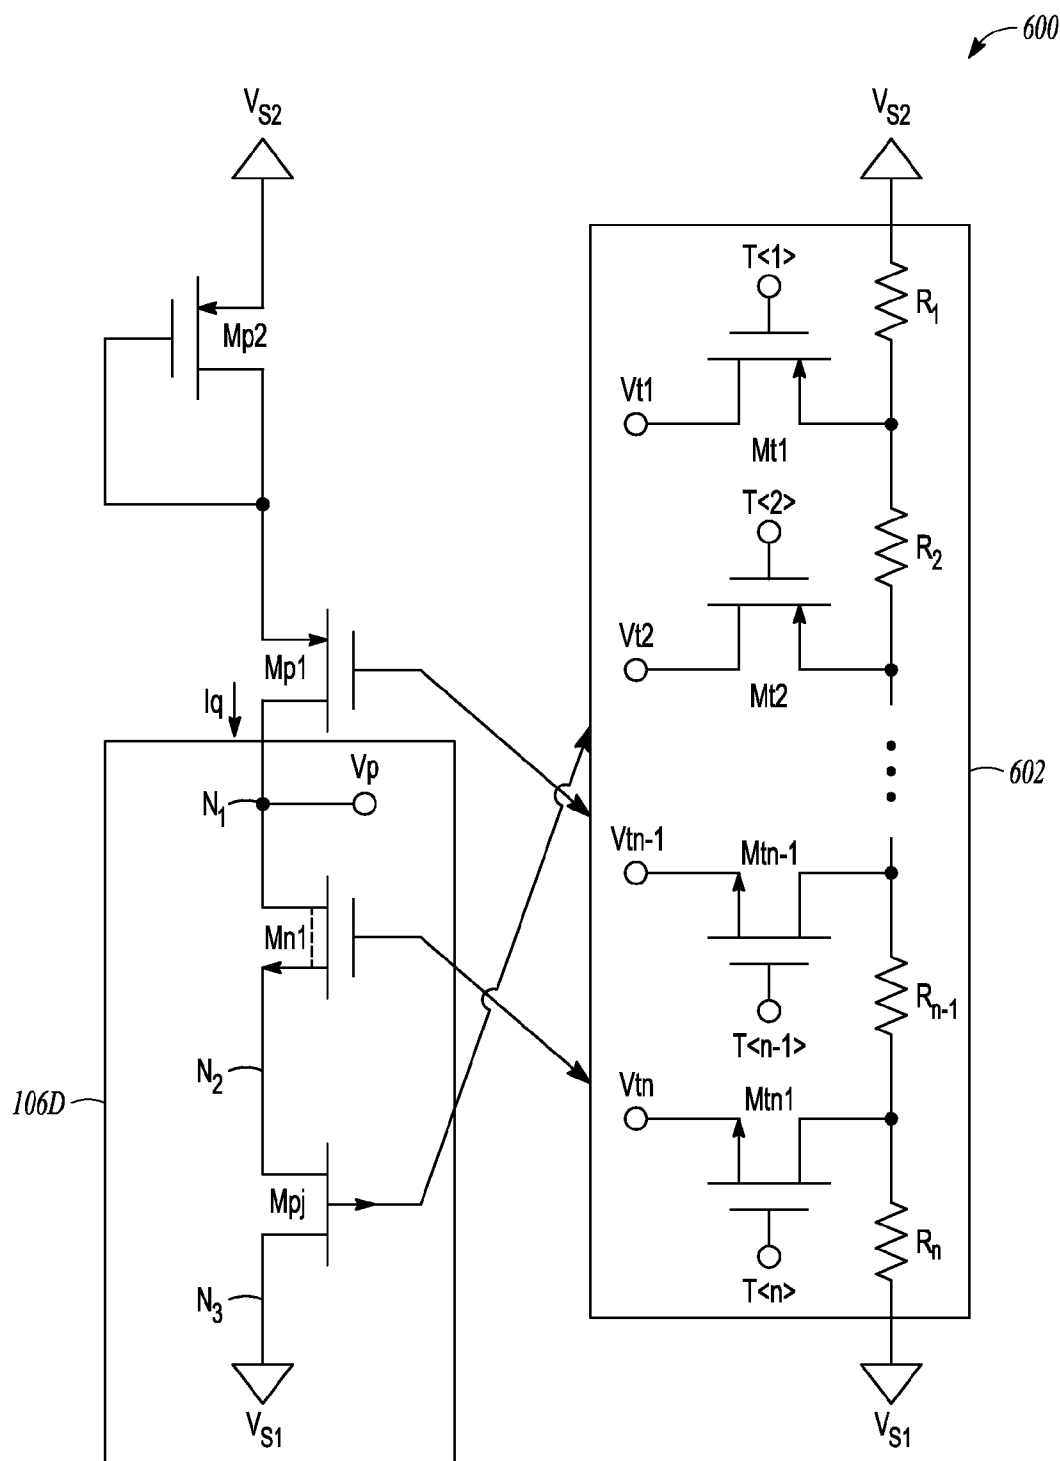 600
V_S2
Mp2
Mp1
Iq
Vp
N_1
Mn1
N_2
106D
Mpj
N_3
V_S1
V_S2
T<1>
R_1
Vt1
Mt1
T<2>
R_2
Vt2
Mt2
602
Vtn-1
Mtn-1
R_n-1
T<n-1>
Vtn
Mtn1
R_n
T<n>
V_S1